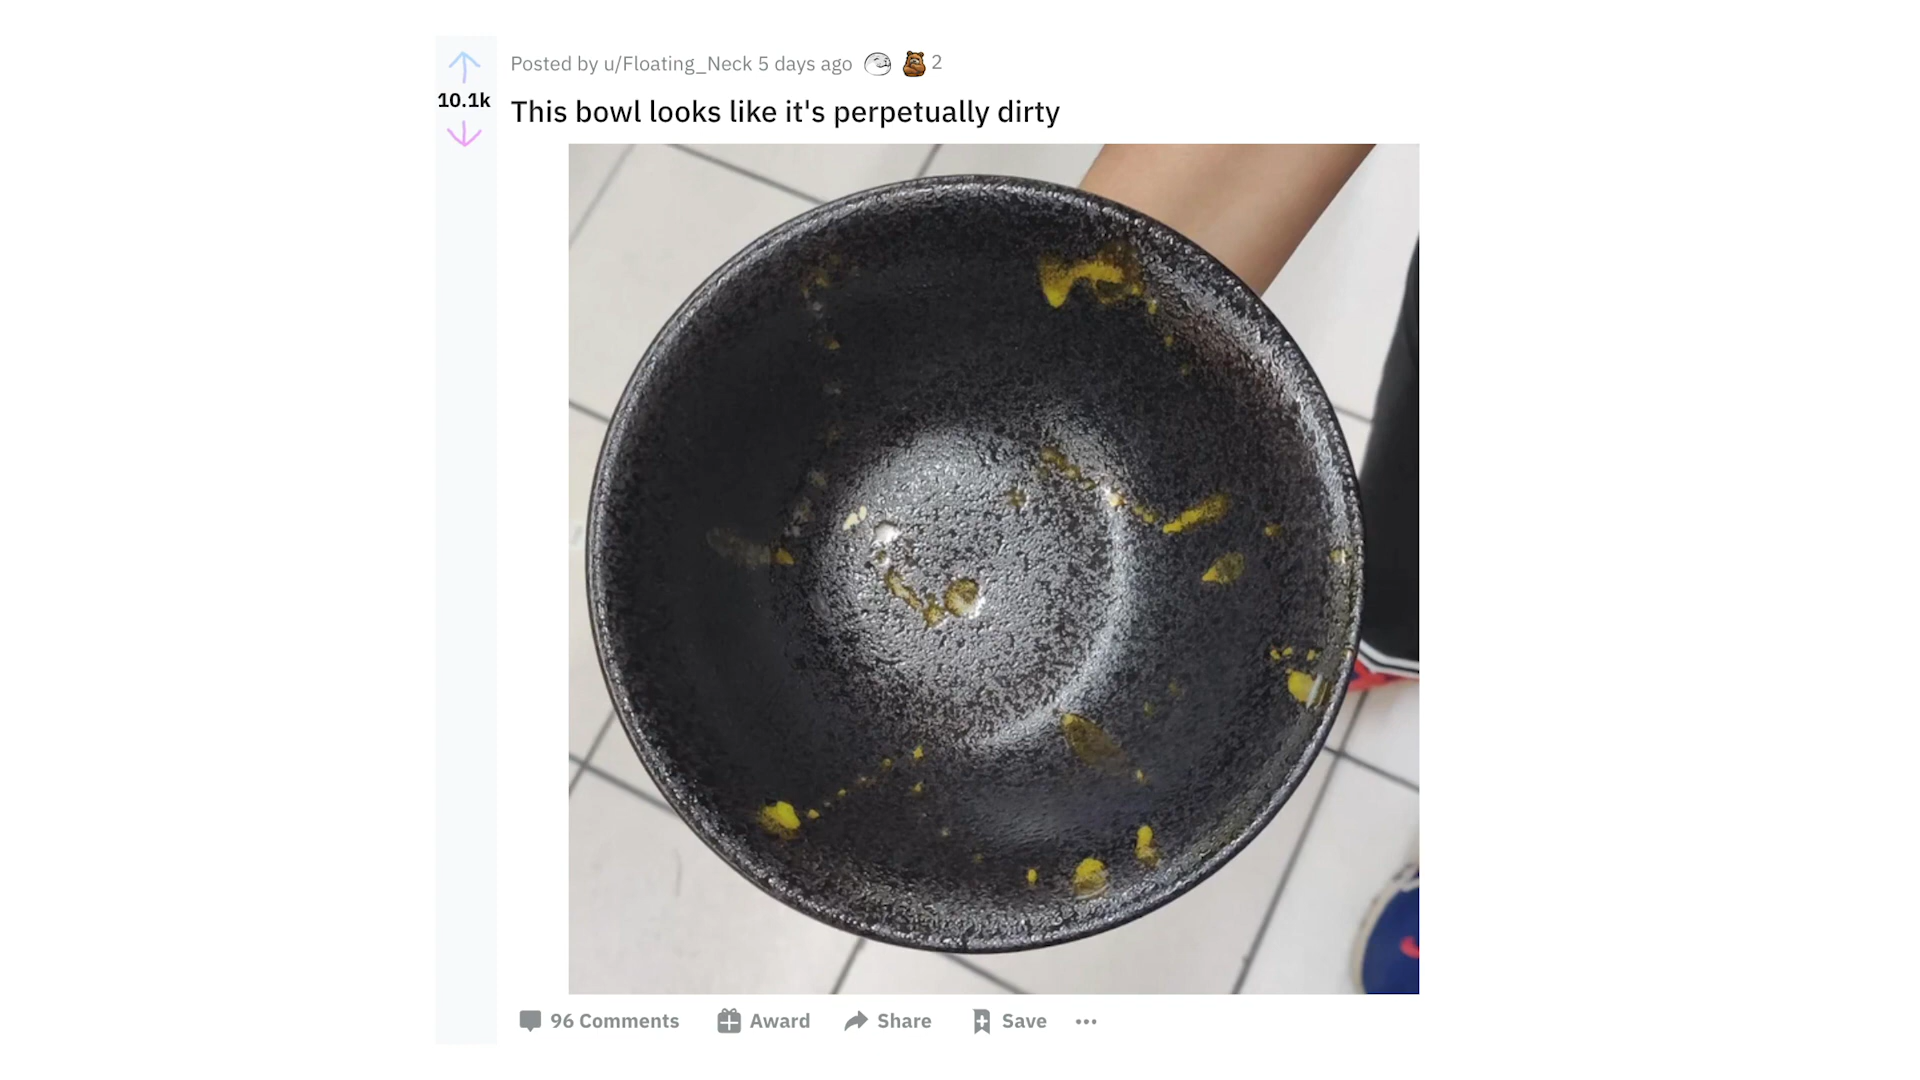 Posted by u/Floating_Neck 5 days ago 2
10.1k
This bowl looks like it's perpetually dirty
96 Comments Award Share Save